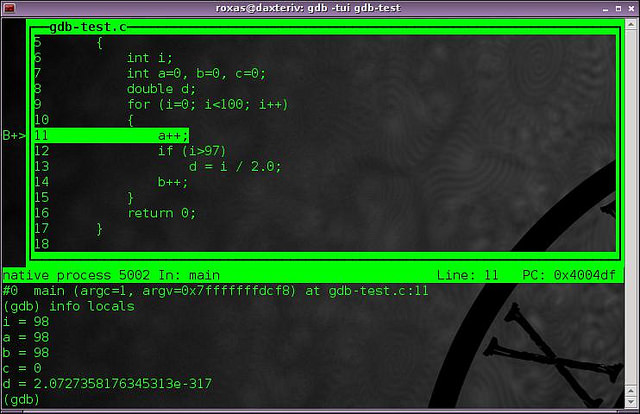 roxas@daxteriv: gdb -tui gdb-test
gdb-test.c
5       {
6           int i;
7           int a=0, b=0, c=0;
8           double d;
9           for (i=0; i<100; i++)
10          {
B+> 11              a++;
12              if (i>97)
13                  d = i / 2.0;
14              b++;
15          }
16          return 0;
17      }
18
native process 5002 In: main    Line: 11   PC: 0x4004df
#0  main (argc=1, argv=0x7fffffffdcf8) at gdb-test.c:11
(gdb) info locals
i = 98
a = 98
b = 98
c = 0
d = 2.0727358176345313e-317
(gdb)